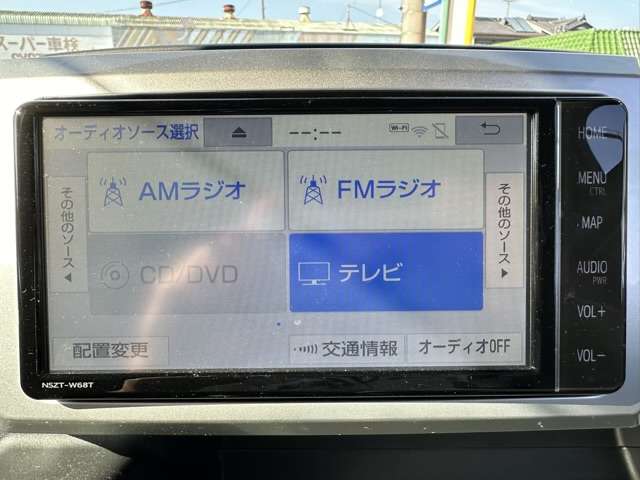 スーパー車検
オーディオソース選択
--:--
Wi-Fi
HOME
AMラジオ
FMラジオ
MENU
CTRL
その他のソース
その他のソース
MAP
CD/DVD
テレビ
AUDIO
PWR
VOL+
配置変更
交通情報
オーディオOFF
VOL-
NSZT-W68T